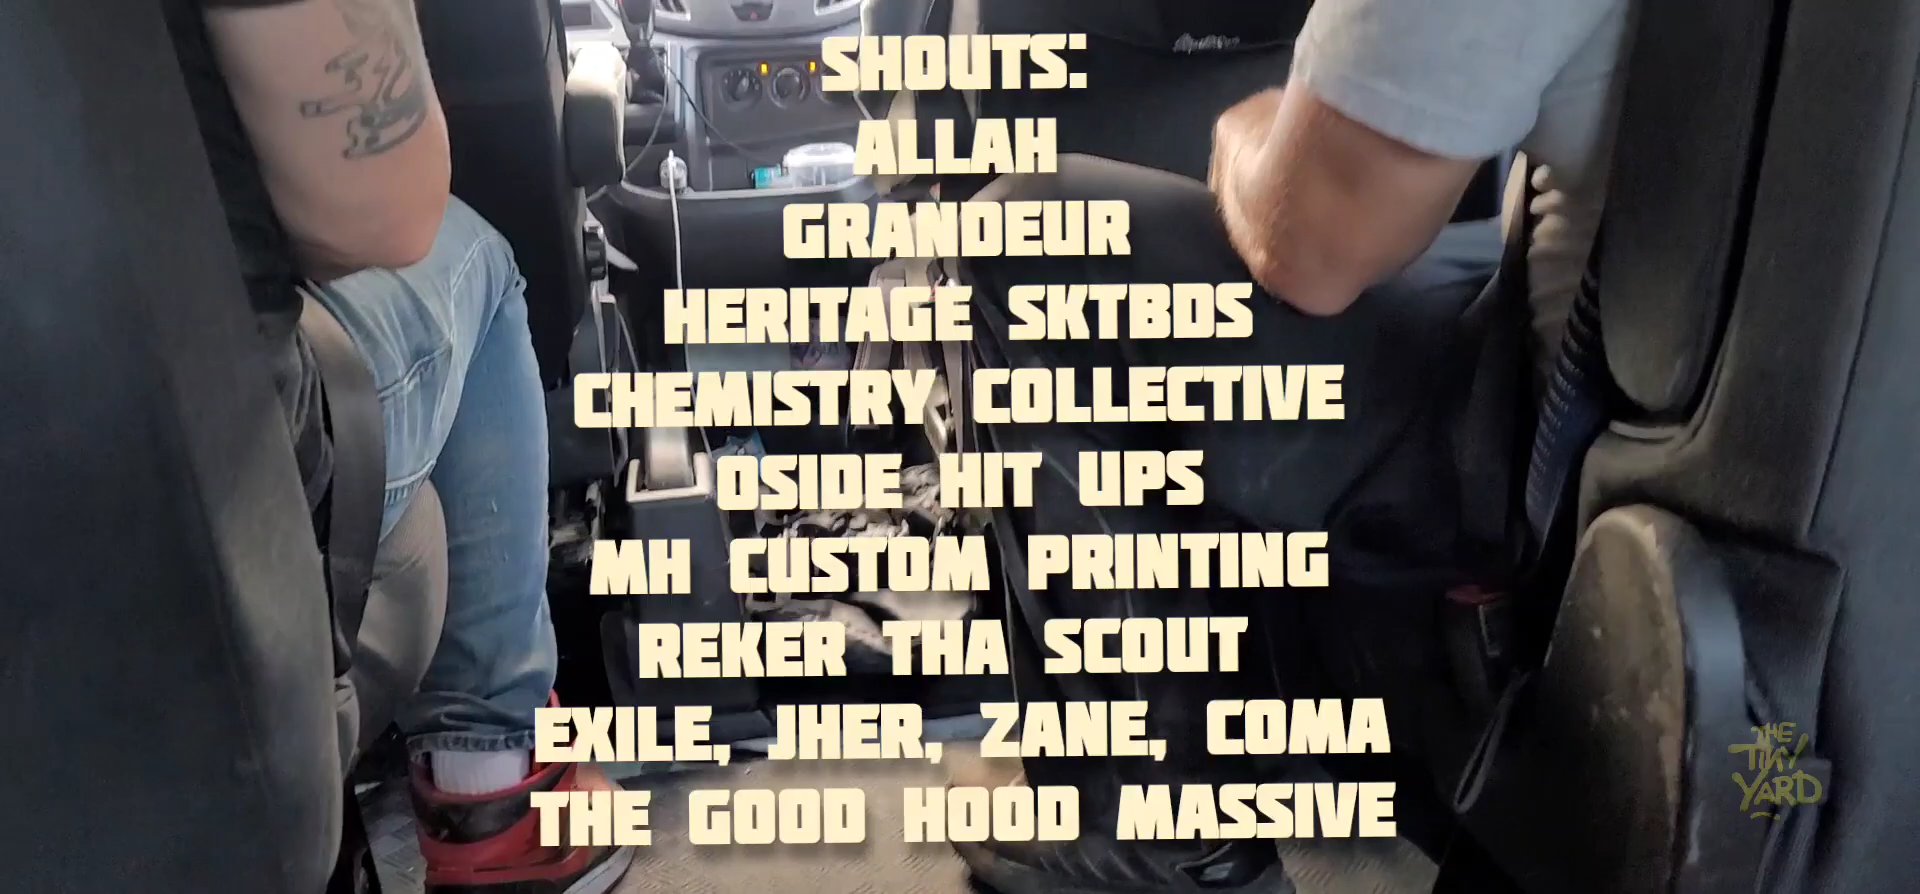 SHOUTS:
ALLAH
GRANDEUR
HERITAGE SKTBDS
CHEMISTRY COLLECTIVE
OSIDE HIT UPS
MH CUSTOM PRINTING
REKER THA SCOUT
EXILE, JHER, ZANE, COMA
THE GOOD HOOD MASSIVE
THE
TIKI
YARD